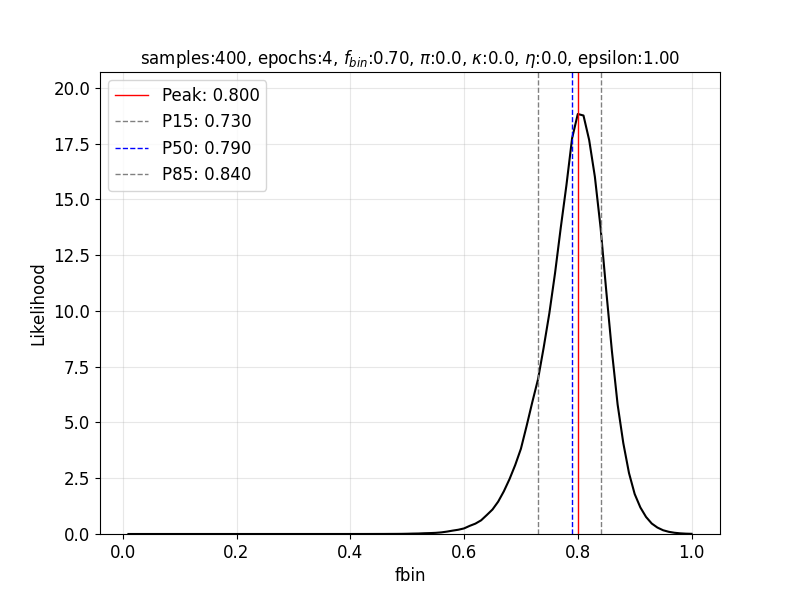 samples:400, epochs:4, f_bin:0.70, π:0.0, κ:0.0, η:0.0, epsilon:1.00
Peak: 0.800
P15: 0.730
P50: 0.790
P85: 0.840
20.0
17.5
15.0
12.5
10.0
7.5
5.0
2.5
0.0
Likelihood
0.0 0.2 0.4 0.6 0.8 1.0
fbin